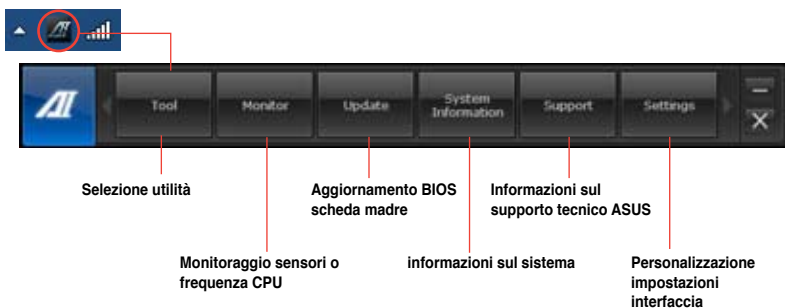 Tool
Monitor
Update
System
Information
Support
Settings
Selezione utilità
Aggiornamento BIOS
scheda madre
Informazioni sul
supporto tecnico ASUS
Monitoraggio sensori o
frequenza CPU
informazioni sul sistema
Personalizzazione
impostazioni
interfaccia